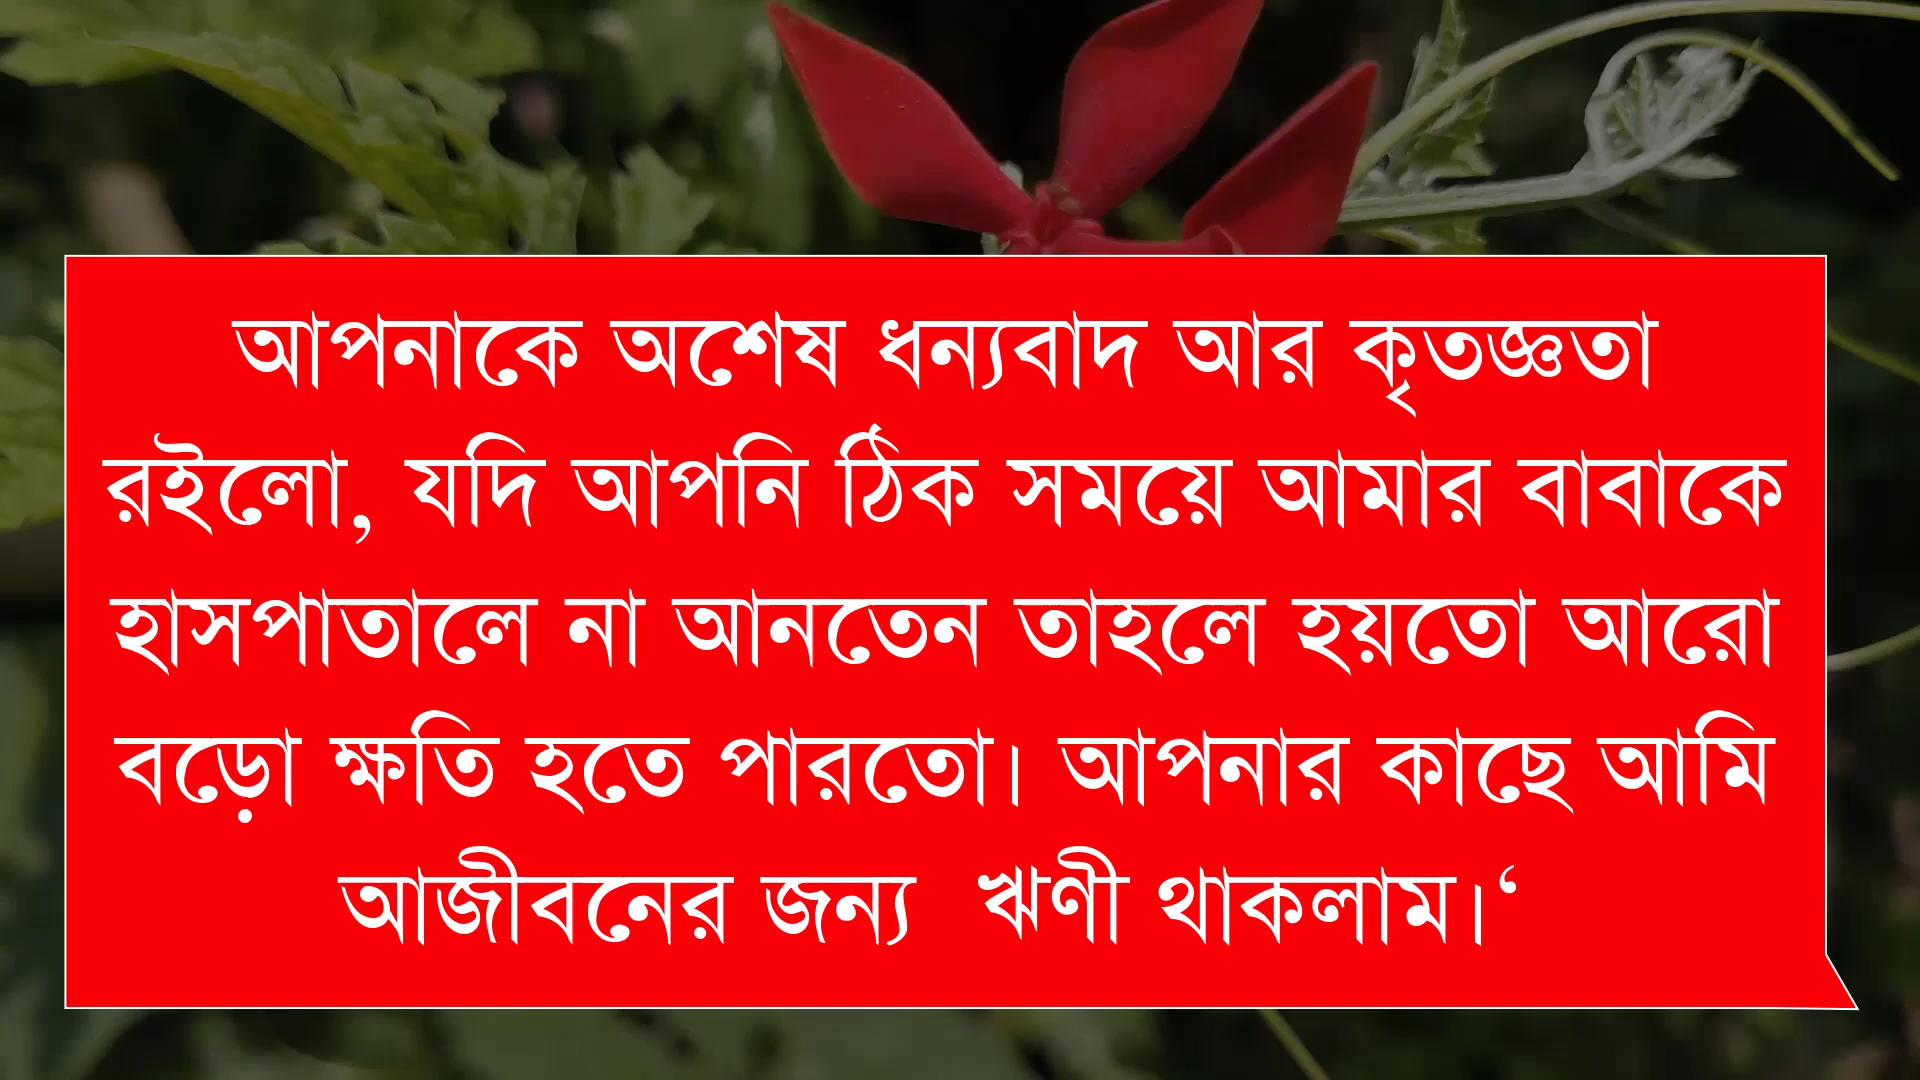 আপনাকে অশেষ ধন্যবাদ আর কৃতজ্ঞতা
রইলো, যদি আপনি ঠিক সময়ে আমার বাবাকে
হাসপাতালে না আনতেন তাহলে হয়তো আরো
বড়ো ক্ষতি হতে পারতো। আপনার কাছে আমি
আজীবনের জন্য  ঋণী থাকলাম।‘